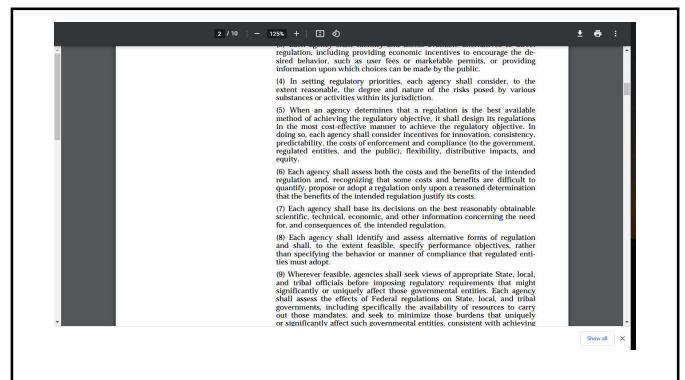 2 / 10 — 125% +
regulation, including providing economic incentives to encourage the de-
sired behavior, such as user fees or marketable permits, or providing
information upon which choices can be made by the public.
(4) In setting regulatory priorities, each agency shall consider, to the
extent reasonable, the degree and nature of the risks posed by various
substances or activities within its jurisdiction.
(5) When an agency determines that a regulation is the best available
method of achieving the regulatory objective, it shall design its regulations
in the most cost-effective manner to achieve the regulatory objective. In
doing so, each agency shall consider incentives for innovation, consistency,
predictability, the costs of enforcement and compliance (to the government,
regulated entities, and the public), flexibility, distributive impacts, and
equity.
(6) Each agency shall assess both the costs and the benefits of the intended
regulation and, recognizing that some costs and benefits are difficult to
quantify, propose or adopt a regulation only upon a reasoned determination
that the benefits of the intended regulation justify its costs.
(7) Each agency shall base its decisions on the best reasonably obtainable
scientific, technical, economic, and other information concerning the need
for, and consequences of, the intended regulation.
(8) Each agency shall identify and assess alternative forms of regulation
and shall, to the extent feasible, specify performance objectives, rather
than specifying the behavior or manner of compliance that regulated enti-
ties must adopt.
(9) Wherever feasible, agencies shall seek views of appropriate State, local,
and tribal officials before imposing regulatory requirements that might
significantly or uniquely affect those governmental entities. Each agency
shall assess the effects of Federal regulations on State, local, and tribal
governments, including specifically the availability of resources to carry
out those mandates, and seek to minimize those burdens that uniquely
or significantly affect such governmental entities, consistent with achieving
Show all